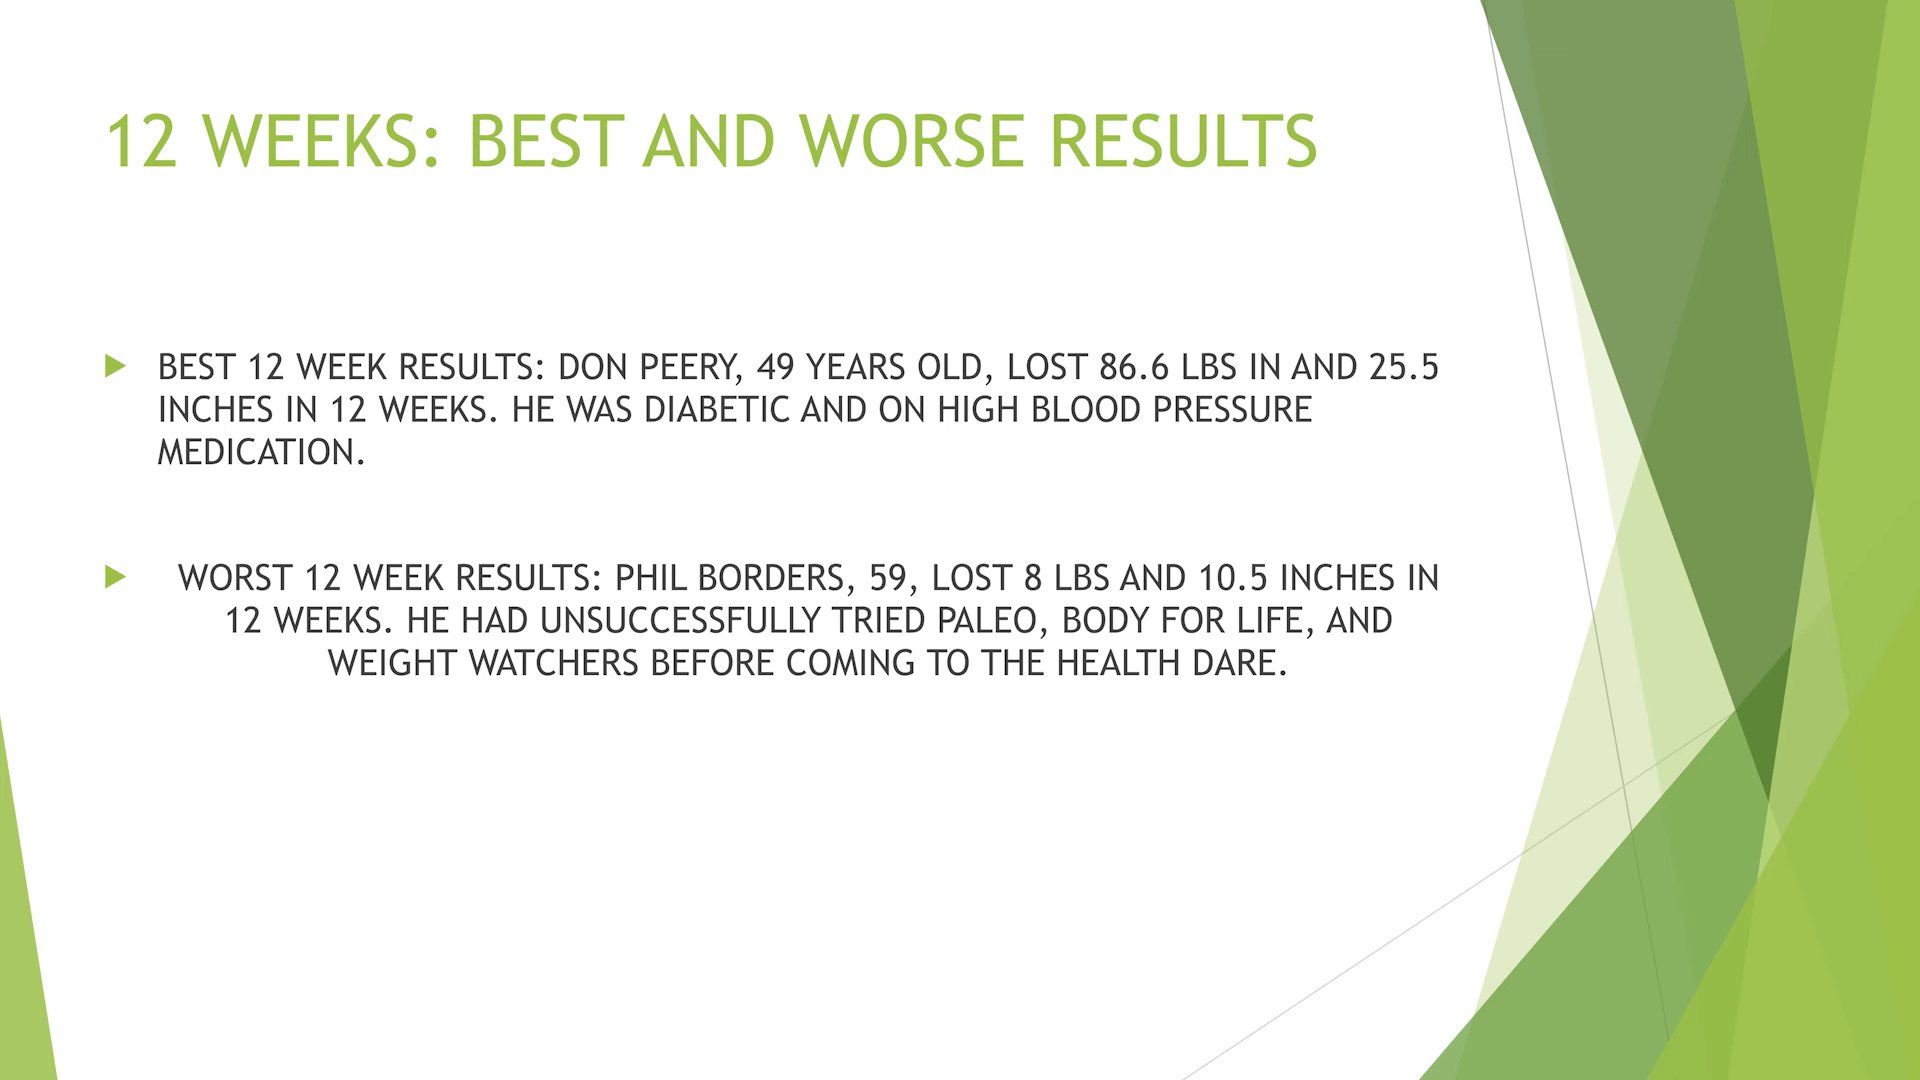 12 WEEKS: BEST AND WORSE RESULTS
BEST 12 WEEK RESULTS: DON PEERY, 49 YEARS OLD, LOST 86.6 LBS IN AND 25.5
INCHES IN 12 WEEKS. HE WAS DIABETIC AND ON HIGH BLOOD PRESSURE
MEDICATION.
WORST 12 WEEK RESULTS: PHIL BORDERS, 59, LOST 8 LBS AND 10.5 INCHES IN
12 WEEKS. HE HAD UNSUCCESSFULLY TRIED PALEO, BODY FOR LIFE, AND
WEIGHT WATCHERS BEFORE COMING TO THE HEALTH DARE.